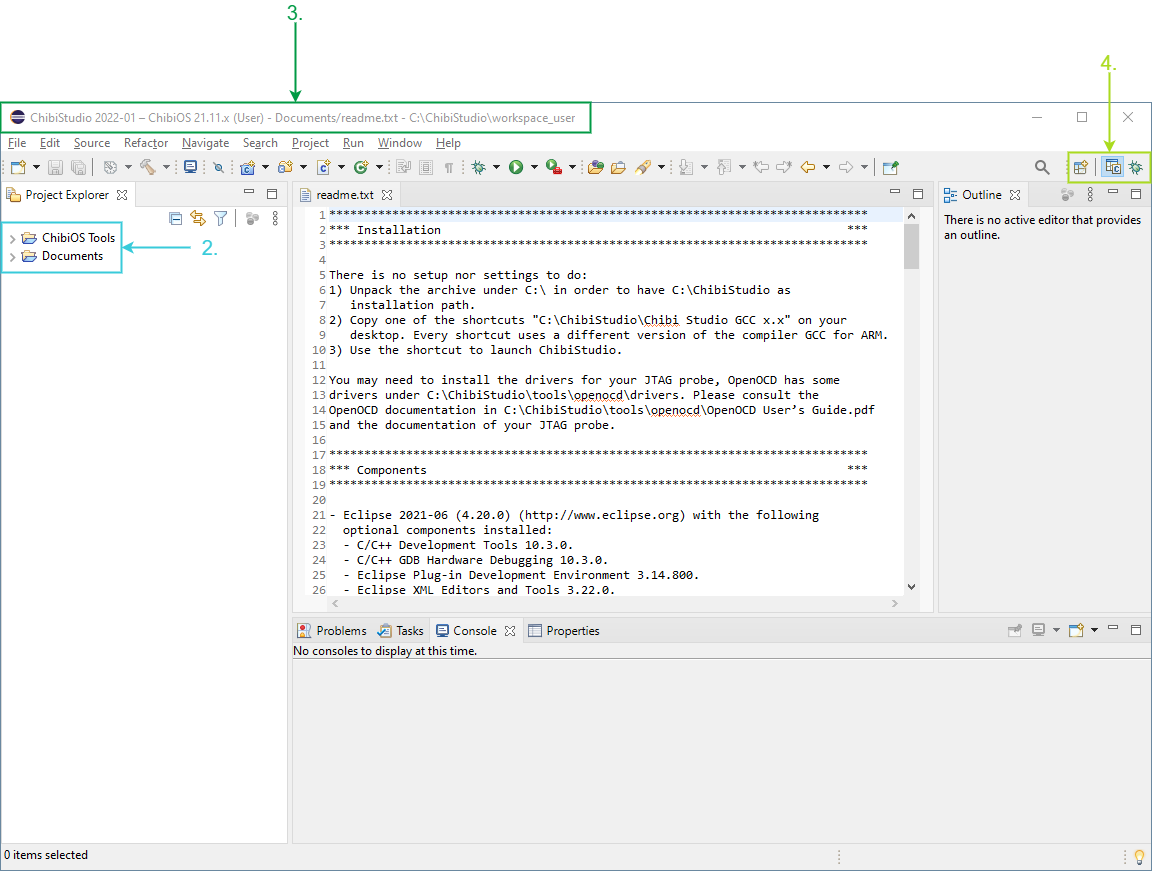 3.
4.
ChibiStudio 2022-01 – ChibiOS 21.11.x (User) - Documents/readme.txt - C:\ChibiStudio\workspace_user
File Edit Source Refactor Navigate Search Project Run Window Help
Project Explorer
readme.txt
Outline
ChibiOS Tools
Documents
2.
There is no active editor that provides
an outline.
1 ******************************************************************************
2 *** Installation ***
3 ******************************************************************************
4
5 There is no setup nor settings to do:
6 1) Unpack the archive under C:\ in order to have C:\ChibiStudio as
7 installation path.
8 2) Copy one of the shortcuts "C:\ChibiStudio\Chibi Studio GCC x.x" on your
9 desktop. Every shortcut uses a different version of the compiler GCC for ARM.
10 3) Use the shortcut to launch ChibiStudio.
11
12 You may need to install the drivers for your JTAG probe, OpenOCD has some
13 drivers under C:\ChibiStudio\tools\openocd\drivers. Please consult the
14 OpenOCD documentation in C:\ChibiStudio\tools\openocd\OpenOCD User’s Guide.pdf
15 and the documentation of your JTAG probe.
16
17 ******************************************************************************
18 *** Components ***
19 ******************************************************************************
20
21 - Eclipse 2021-06 (4.20.0) (http://www.eclipse.org) with the following
22 optional components installed:
23 - C/C++ Development Tools 10.3.0.
24 - C/C++ GDB Hardware Debugging 10.3.0.
25 - Eclipse Plug-in Development Environment 3.14.800.
26 - Eclipse XML Editors and Tools 3.22.0.
Problems Tasks Console Properties
No consoles to display at this time.
0 items selected